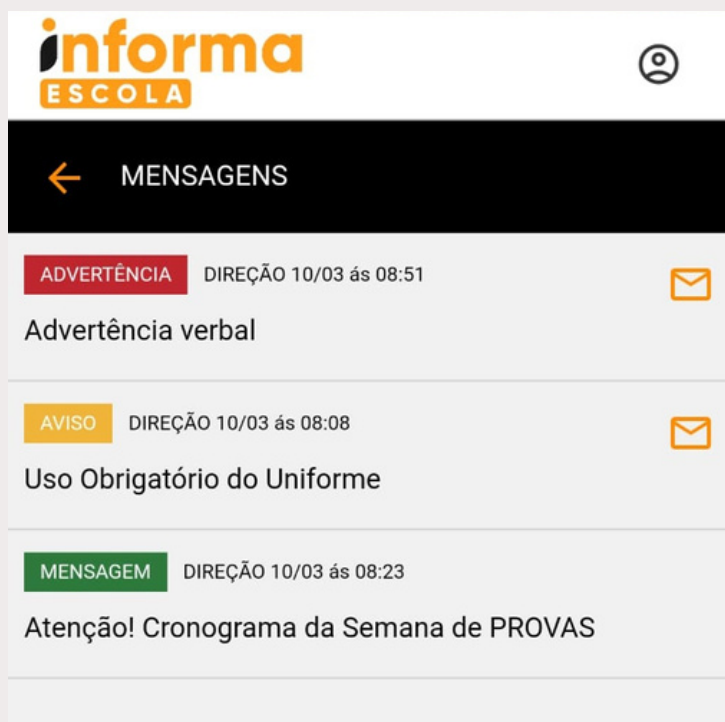 informa
ESCOLA
MENSAGENS
ADVERTÊNCIA DIREÇÃO 10/03 ás 08:51
Advertência verbal
AVISO DIREÇÃO 10/03 ás 08:08
Uso Obrigatório do Uniforme
MENSAGEM DIREÇÃO 10/03 ás 08:23
Atenção! Cronograma da Semana de PROVAS